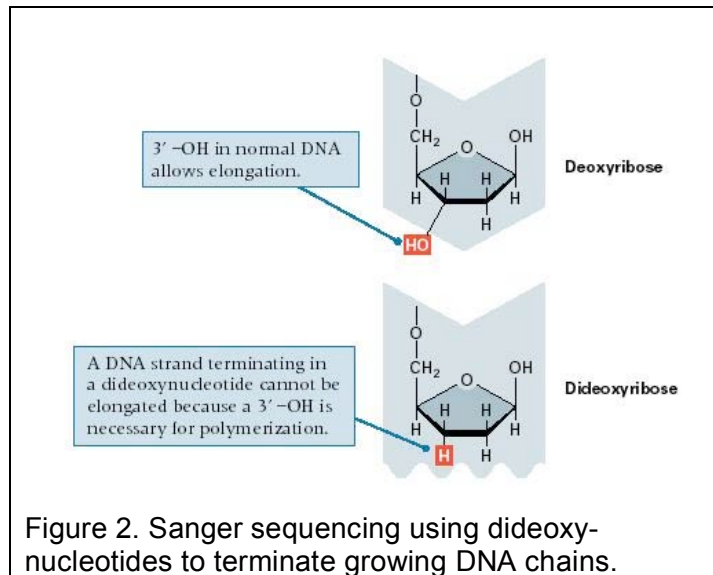 3′ –OH in normal DNA
allows elongation.
O
CH2
O
OH
H
H
H
H
H
HO
Deoxyribose
A DNA strand terminating in
a dideoxynucleotide cannot be
elongated because a 3′ –OH is
necessary for polymerization.
O
CH2
O
OH
H
H
H
H
H
H
Dideoxyribose
Figure 2. Sanger sequencing using dideoxy-
nucleotides to terminate growing DNA chains.